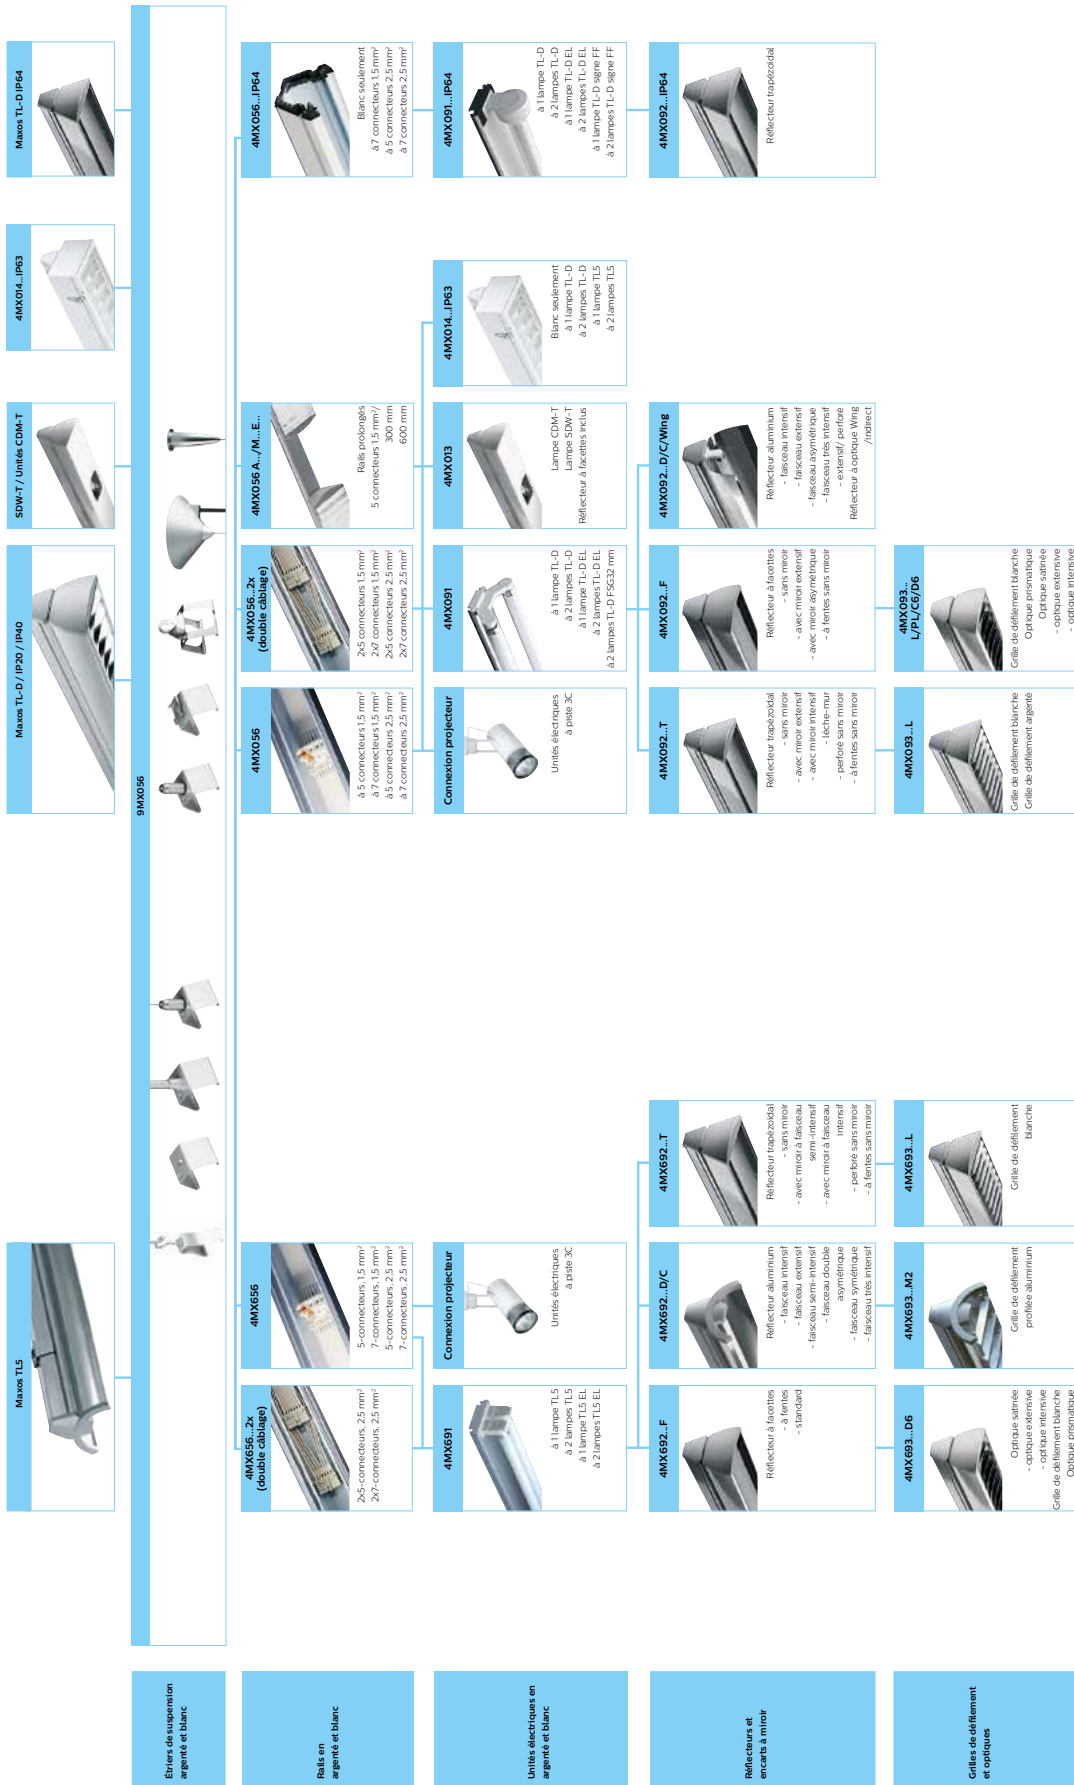 Maxos TL5
Maxos TL-D / IP20 / IP40
SDW-T / Unités CDM-T
4MX014...IP63
Maxos TL-D IP64
Étriers de suspension
argenté et blanc
9MX056
Rails en
argenté et blanc
4MX656...2x
(double câblage)
2x5-connecteurs, 2,5 mm²
2x7-connecteurs, 2,5 mm²
4MX656
5-connecteurs, 1,5 mm²
7-connecteurs, 1,5 mm²
5-connecteurs, 2,5 mm²
7-connecteurs, 2,5 mm²
4MX056
à 5 connecteurs 1,5 mm²
à 7 connecteurs 1,5 mm²
à 5 connecteurs 2,5 mm²
à 7 connecteurs 2,5 mm²
4MX056...2x
(double câblage)
2x5 connecteurs 1,5 mm²
2x7 connecteurs 1,5 mm²
2x5 connecteurs 2,5 mm²
2x7 connecteurs 2,5 mm²
4MX056 A.../M...E...
Rails prolongés
5 connecteurs 1,5 mm²/
300 mm
600 mm
4MX056...IP64
Blanc seulement
à 7 connecteurs 1,5 mm²
à 5 connecteurs 2,5 mm²
à 7 connecteurs 2,5 mm²
Unités électriques en
argenté et blanc
4MX691
à 1 lampe TL5
à 2 lampes TL5
à 1 lampe TL5 EL
à 2 lampes TL5 EL
Connexion projecteur
Unités électriques
à piste 3C
Connexion projecteur
Unités électriques
à piste 3C
4MX091
à 1 lampe TL-D
à 2 lampes TL-D
à 1 lampe TL-D EL
à 2 lampes TL-D EL
à 2 lampes TL-D FSG32 mm
4MX013
Lampe CDM-T
Lampe SDW-T
Réflecteur à facettes inclus
4MX014...IP63
Blanc seulement
à 1 lampe TL-D
à 2 lampes TL-D
à 1 lampe TL5
à 2 lampes TL5
4MX091...IP64
à 1 lampe TL-D
à 2 lampes TL-D
à 1 lampe TL-D EL
à 2 lampes TL-D EL
à 1 lampe TL-D signe FF
à 2 lampes TL-D signe FF
Réflecteurs et
encarts à miroir
4MX692...F
Réflecteur à facettes
- à fentes
- standard
4MX692...D/C
Réflecteur aluminium
- faisceau intensif
- faisceau extensif
- faisceau semi-intensif
- faisceau double
asymétrique
- faisceau symétrique
- faisceau très intensif
4MX692...T
Réflecteur trapézoïdal
- sans miroir
- avec miroir à faisceau
semi-intensif
- avec miroir à faisceau
intensif
- perforé sans miroir
- à fentes sans miroir
4MX092...T
Réflecteur trapézoïdal
- sans miroir
- avec miroir extensif
- avec miroir intensif
- lèche-mur
- perforé sans miroir
- à fentes sans miroir
4MX092...F
Réflecteur à facettes
- sans miroir
- avec miroir extensif
- avec miroir asymétrique
- à fentes sans miroir
4MX092...D/C/Wing
Réflecteur aluminium
- faisceau intensif
- faisceau extensif
- faisceau asymétrique
- faisceau très intensif
- extensif/ perforé
Réflecteur à optique Wing
/indirect
4MX092...IP64
Réflecteur trapézoïdal
Grilles de défilement
et optiques
4MX693...D6
Optique satinée
- optique extensive
- optique intensive
Grille de défilement blanche
Optique prismatique
4MX693...M2
Grille de défilement
profilée aluminium
4MX693...L
Grille de défilement
blanche
4MX093...L
Grille de défilement blanche
Grille de défilement argenté
4MX093...
L/PL/C6/D6
Grille de défilement blanche
Optique prismatique
Optique satinée
- optique extensive
- optique intensive